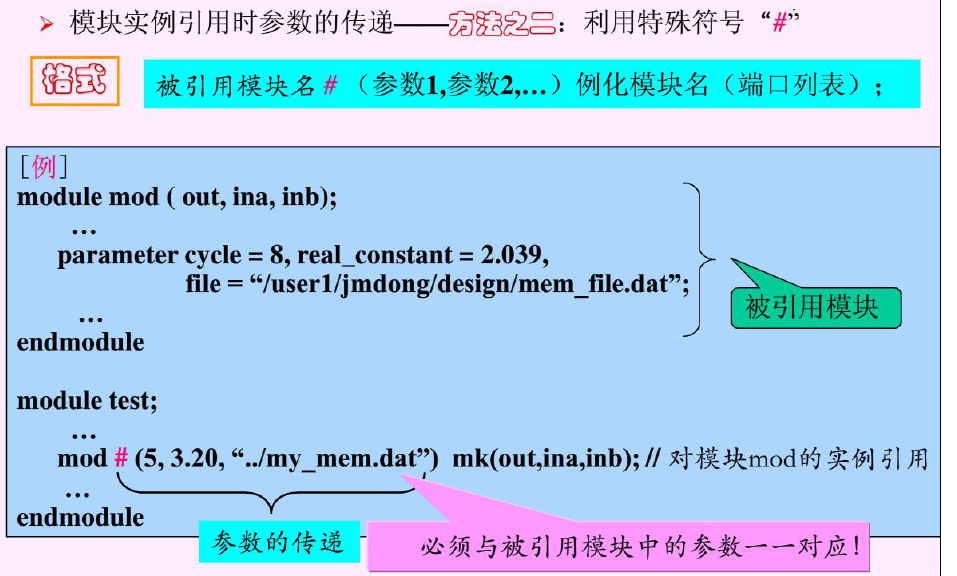 ➢ 模块实例引用时参数的传递——方法之二：利用特殊符号“#”
格式
被引用模块名 # （参数1,参数2,…）例化模块名（端口列表）;
[例]
module mod ( out, ina, inb);
…
parameter cycle = 8, real_constant = 2.039,
file = “/user1/jmdong/design/mem_file.dat”;
…
endmodule
被引用模块
module test;
…
mod # (5, 3.20, “../my_mem.dat”) mk(out,ina,inb); // 对模块mod的实例引用
…
endmodule
参数的传递
必须与被引用模块中的参数一一对应!